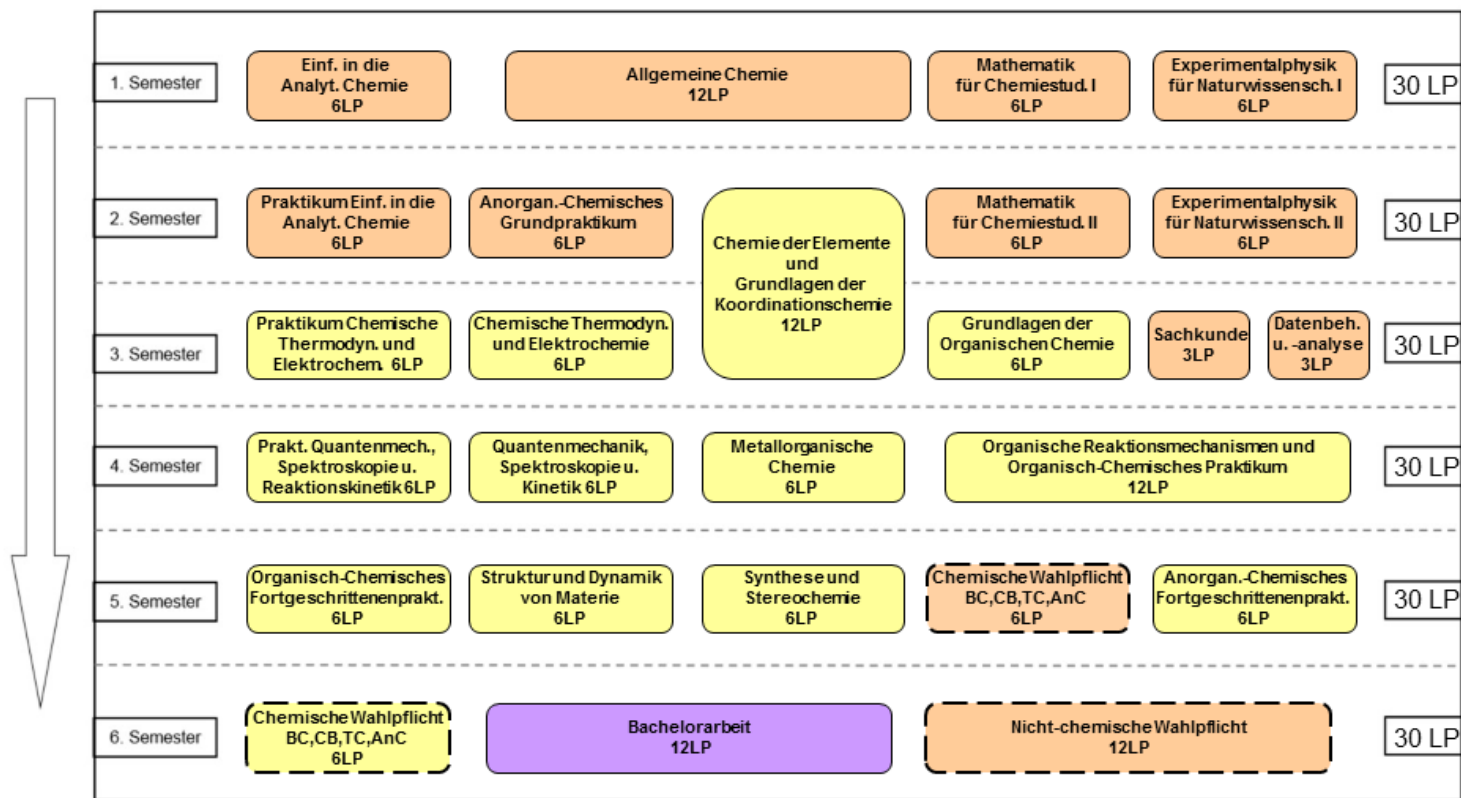 1. Semester
Einf. in die
Analyt. Chemie
6LP
Allgemeine Chemie
12LP
Mathematik
für Chemiestud. I
6LP
Experimentalphysik
für Naturwissensch. I
6LP
30 LP
2. Semester
Praktikum Einf. in die
Analyt. Chemie
6LP
Anorgan.-Chemisches
Grundpraktikum
6LP
Chemie der Elemente
und
Grundlagen der
Koordinationschemie
12LP
Mathematik
für Chemiestud. II
6LP
Experimentalphysik
für Naturwissensch. II
6LP
30 LP
3. Semester
Praktikum Chemische
Thermodyn. und
Elektrochem. 6LP
Chemische Thermodyn.
und Elektrochemie
6LP
Grundlagen der
Organischen Chemie
6LP
Sachkunde
3LP
Datenbeh.
u. -analyse
3LP
30 LP
4. Semester
Prakt. Quantenmech.,
Spektroskopie u.
Reaktionskinetik 6LP
Quantenmechanik,
Spektroskopie u.
Kinetik 6LP
Metallorganische
Chemie
6LP
Organische Reaktionsmechanismen und
Organisch-Chemisches Praktikum
12LP
30 LP
5. Semester
Organisch-Chemisches
Fortgeschrittenenprakt.
6LP
Struktur und Dynamik
von Materie
6LP
Synthese und
Stereochemie
6LP
Chemische Wahlpflicht
BC,CB,TC,AnC
6LP
Anorgan.-Chemisches
Fortgeschrittenenprakt.
6LP
30 LP
6. Semester
Chemische Wahlpflicht
BC,CB,TC,AnC
6LP
Bachelorarbeit
12LP
Nicht-chemische Wahlpflicht
12LP
30 LP